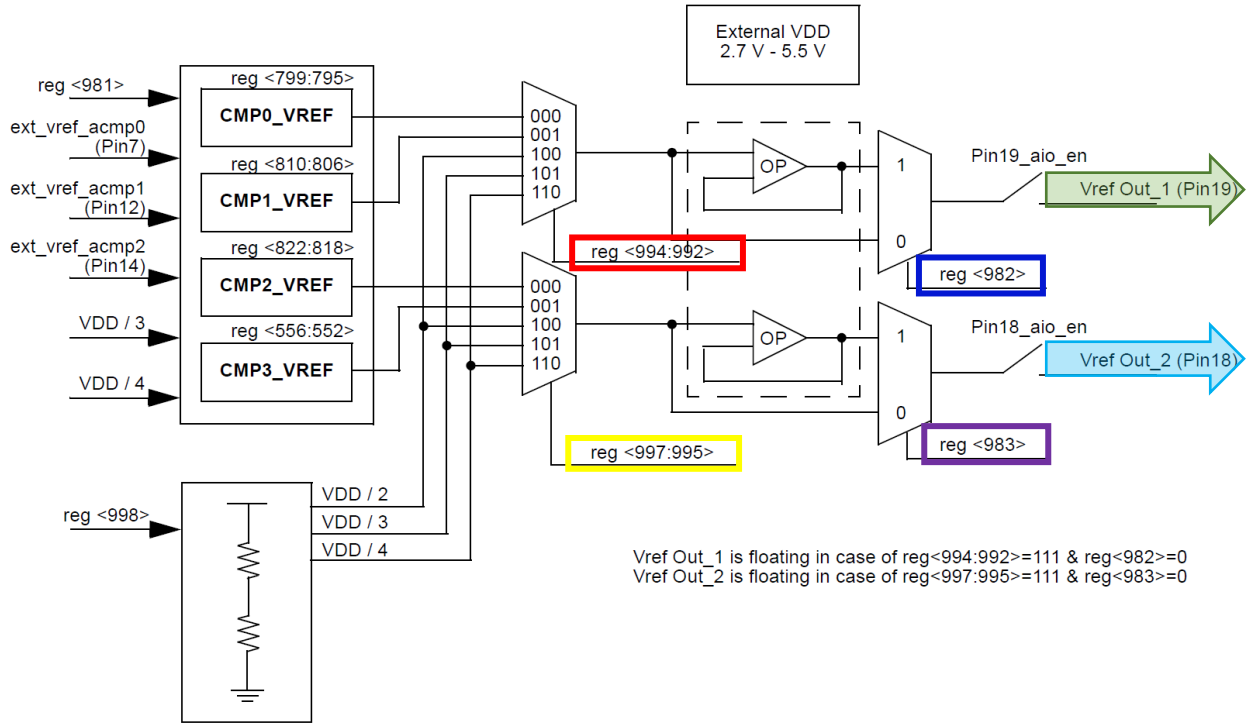 External VDD
2.7 V - 5.5 V
reg <981>
ext_vref_acmp0
(Pin7)
ext_vref_acmp1
(Pin12)
ext_vref_acmp2
(Pin14)
VDD / 3
VDD / 4
reg <799:795>
CMP0_VREF
reg <810:806>
CMP1_VREF
reg <822:818>
CMP2_VREF
reg <556:552>
CMP3_VREF
000
001
100
101
110
reg <994:992>
OP
1
0
reg <982>
Pin19_aio_en
Vref Out_1 (Pin19)
000
001
100
101
110
reg <997:995>
OP
1
0
reg <983>
Pin18_aio_en
Vref Out_2 (Pin18)
reg <998>
VDD / 2
VDD / 3
VDD / 4
Vref Out_1 is floating in case of reg<994:992>=111 & reg<982>=0
Vref Out_2 is floating in case of reg<997:995>=111 & reg<983>=0